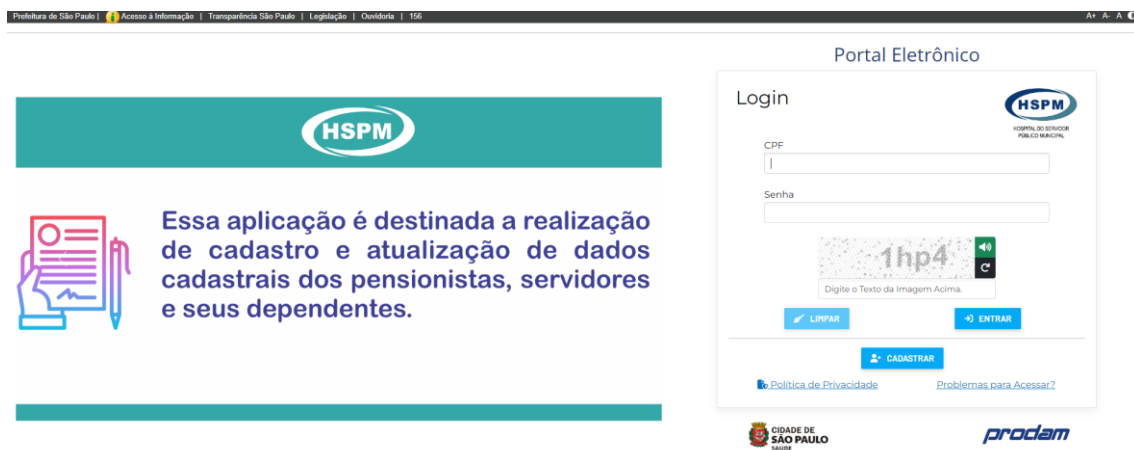 Prefeitura de São Paulo | Acesso à Informação | Transparência São Paulo | Legislação | Ouvidoria | 156
A+ A- A
Portal Eletrônico
HSPM
Essa aplicação é destinada a realização
de cadastro e atualização de dados
cadastrais dos pensionistas, servidores
e seus dependentes.
Login
HSPM
HOSPITAL DO SERVIDOR
PÚBLICO MUNICIPAL
CPF
Senha
1hp4
Digite o Texto da Imagem Acima.
LIMPAR
ENTRAR
CADASTRAR
Política de Privacidade
Problemas para Acessar?
CIDADE DE
SÃO PAULO
SAÚDE
prodam